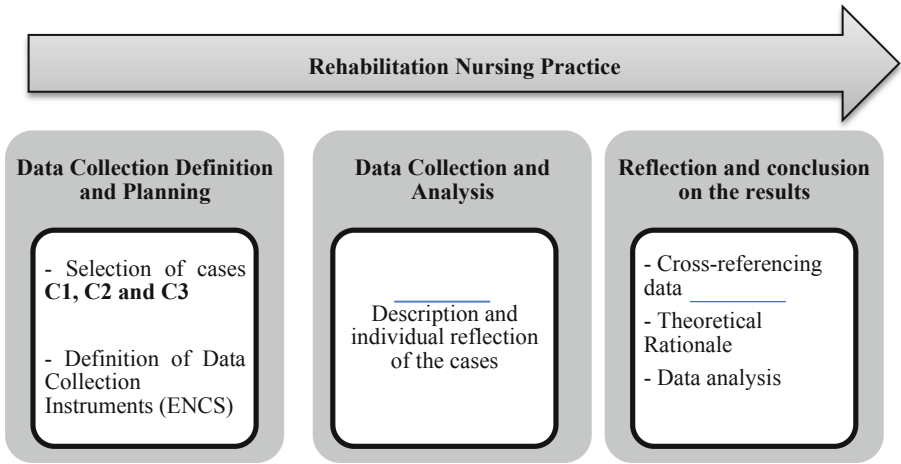 Rehabilitation Nursing Practice
Data Collection Definition
and Planning
- Selection of cases
C1, C2 and C3
- Definition of Data
Collection
Instruments (ENCS)
Data Collection and
Analysis
Description and
individual reflection
of the cases
Reflection and conclusion
on the results
- Cross-referencing
data
- Theoretical
Rationale
- Data analysis